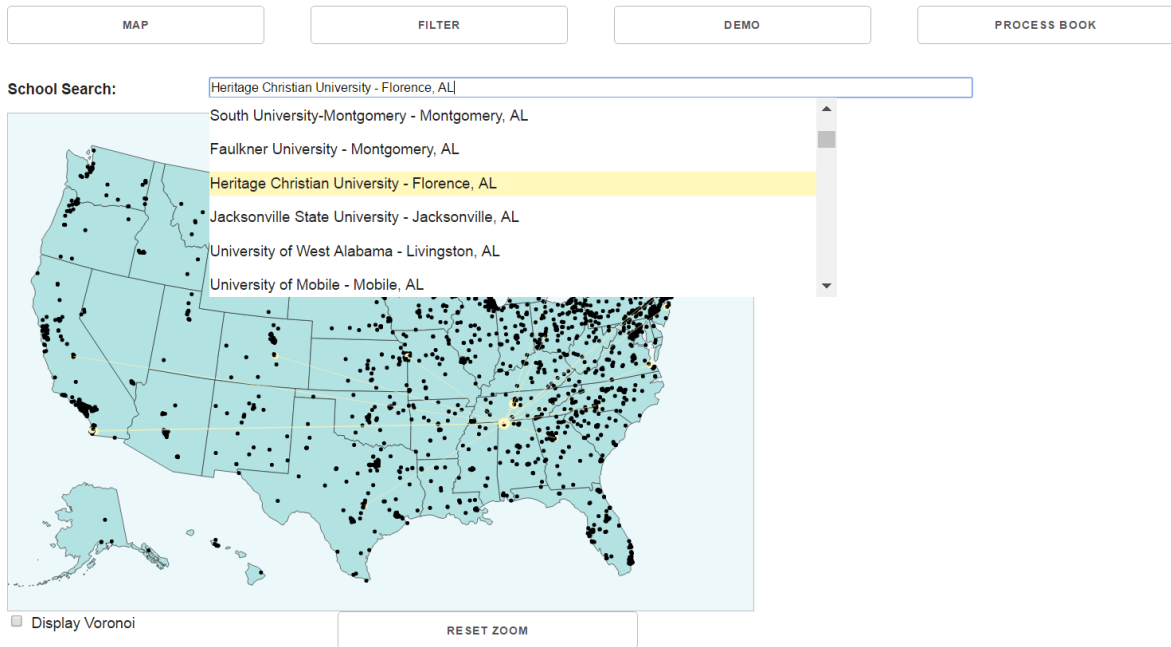 MAP
FILTER
DEMO
PROCESS BOOK
School Search:
Heritage Christian University - Florence, AL
South University-Montgomery - Montgomery, AL
Faulkner University - Montgomery, AL
Heritage Christian University - Florence, AL
Jacksonville State University - Jacksonville, AL
University of West Alabama - Livingston, AL
University of Mobile - Mobile, AL
Display Voronoi
RESET ZOOM